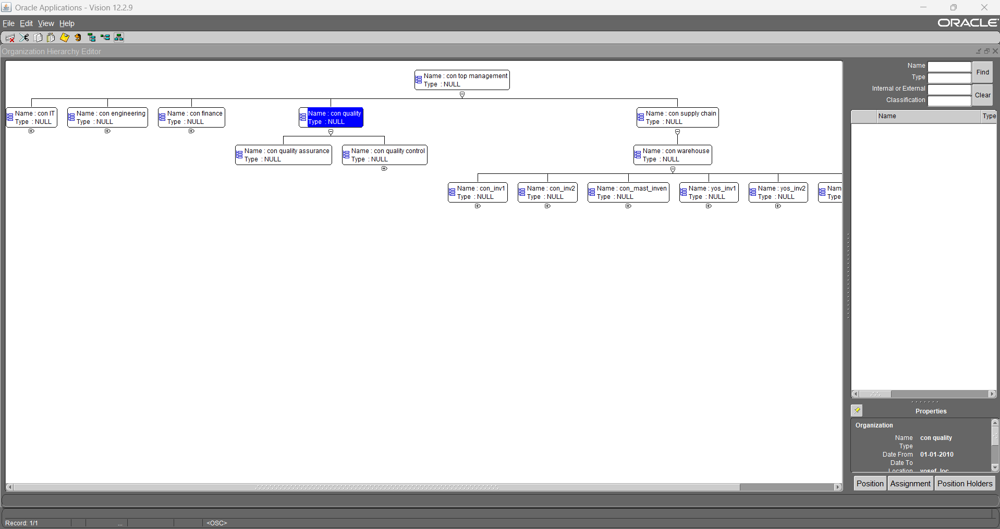 Oracle Applications - Vision 12.2.9
File Edit View Help
ORACLE
Organization Hierarchy Editor
Name : con top management
Type : NULL
Name : con IT
Type : NULL
Name : con engineering
Type : NULL
Name : con finance
Type : NULL
Name : con quality
Type : NULL
Name : con supply chain
Type : NULL
Name : con quality assurance
Type : NULL
Name : con quality control
Type : NULL
Name : con warehouse
Type : NULL
Name : con_inv1
Type : NULL
Name : con_inv2
Type : NULL
Name : con_mast_inven
Type : NULL
Name : yos_inv1
Type : NULL
Name : yos_inv2
Type : NULL
Nam
Type
Name
Type
Internal or External
Classification
Find
Clear
Name Type
Properties
Organization
Name con quality
Type
Date From 01-01-2010
Date To
Location yosef_loc
Position Assignment Position Holders
Record: 1/1 ... <OSC>